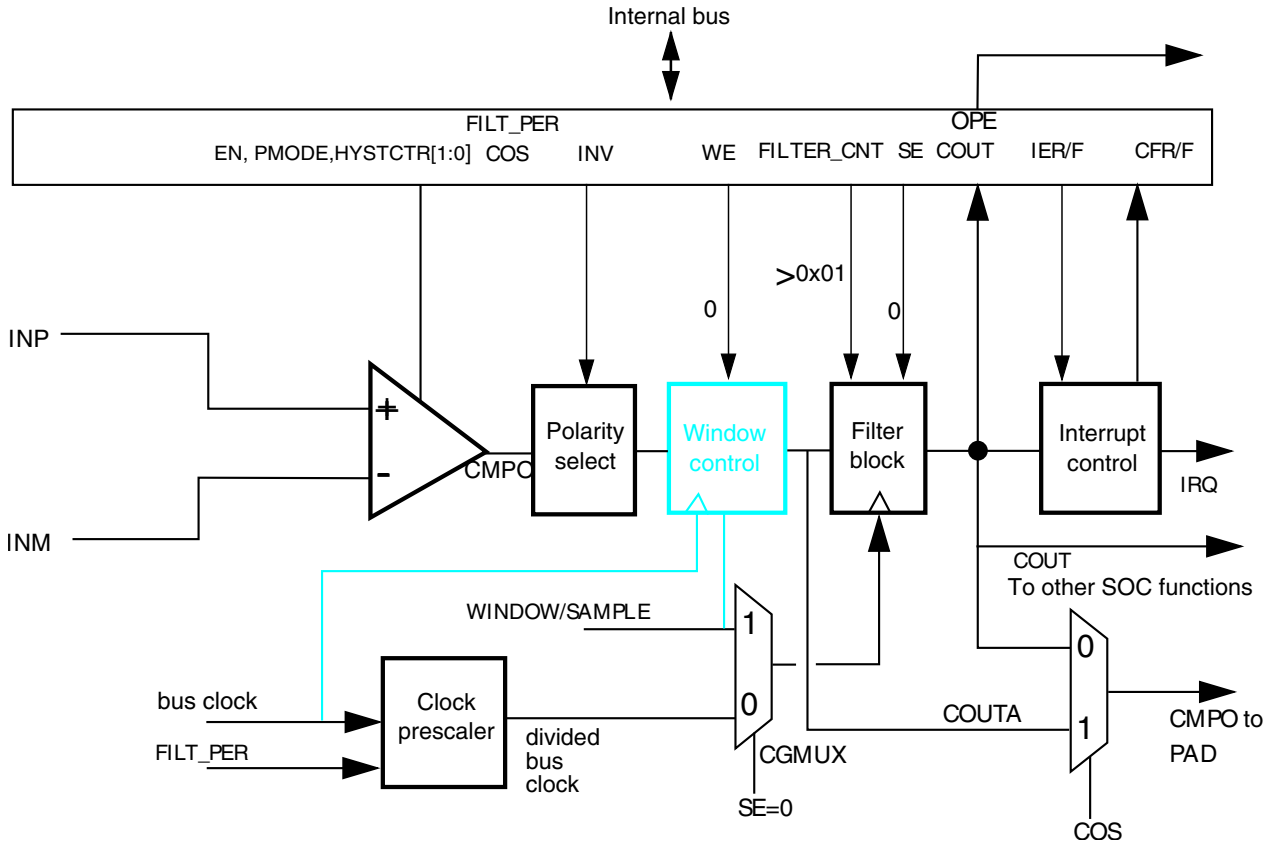 Internal bus
FILT_PER
OPE
EN, PMODE,HYSTCTR[1:0] COS INV WE FILTER_CNT SE COUT IER/F CFR/F
>0x01
0
0
INP
+
-
CMPO
Polarity
select
Window
control
Filter
block
Interrupt
control
IRQ
INM
COUT
To other SOC functions
WINDOW/SAMPLE
1
0
0
1
bus clock
Clock
prescaler
FILT_PER
divided
bus
clock
CGMUX
SE=0
COUTA
CMPO to
PAD
COS